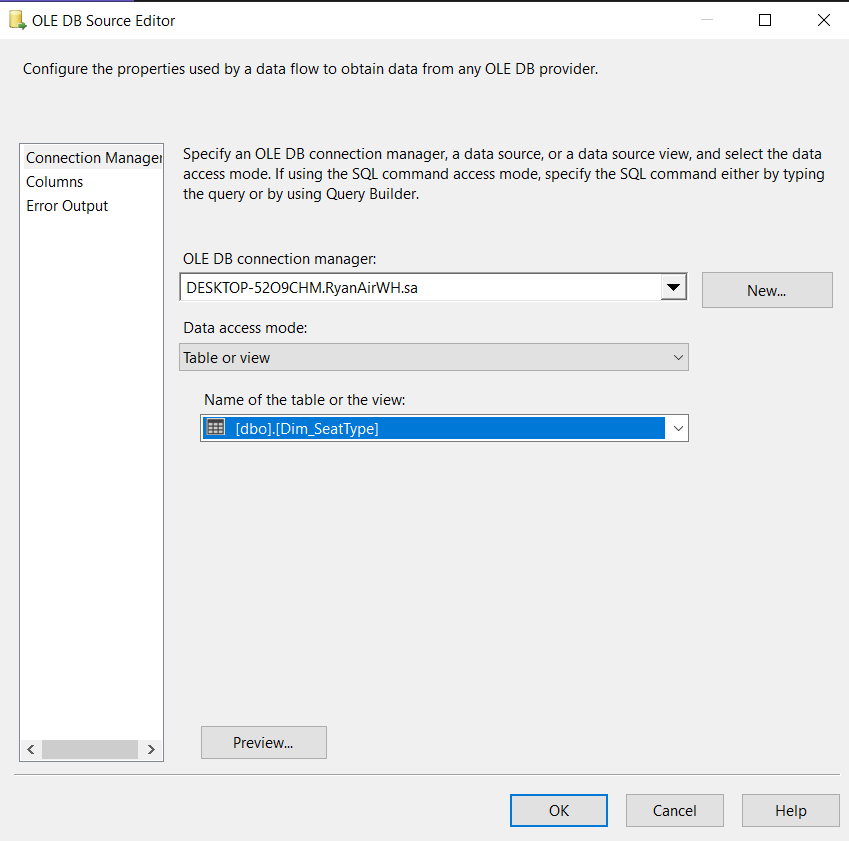 OLE DB Source Editor
Configure the properties used by a data flow to obtain data from any OLE DB provider.
Connection Manager
Columns
Error Output
Specify an OLE DB connection manager, a data source, or a data source view, and select the data
access mode. If using the SQL command access mode, specify the SQL command either by typing
the query or by using Query Builder.
OLE DB connection manager:
DESKTOP-52O9CHM.RyanAirWH.sa
New...
Data access mode:
Table or view
Name of the table or the view:
[dbo].[Dim_SeatType]
Preview...
OK
Cancel
Help